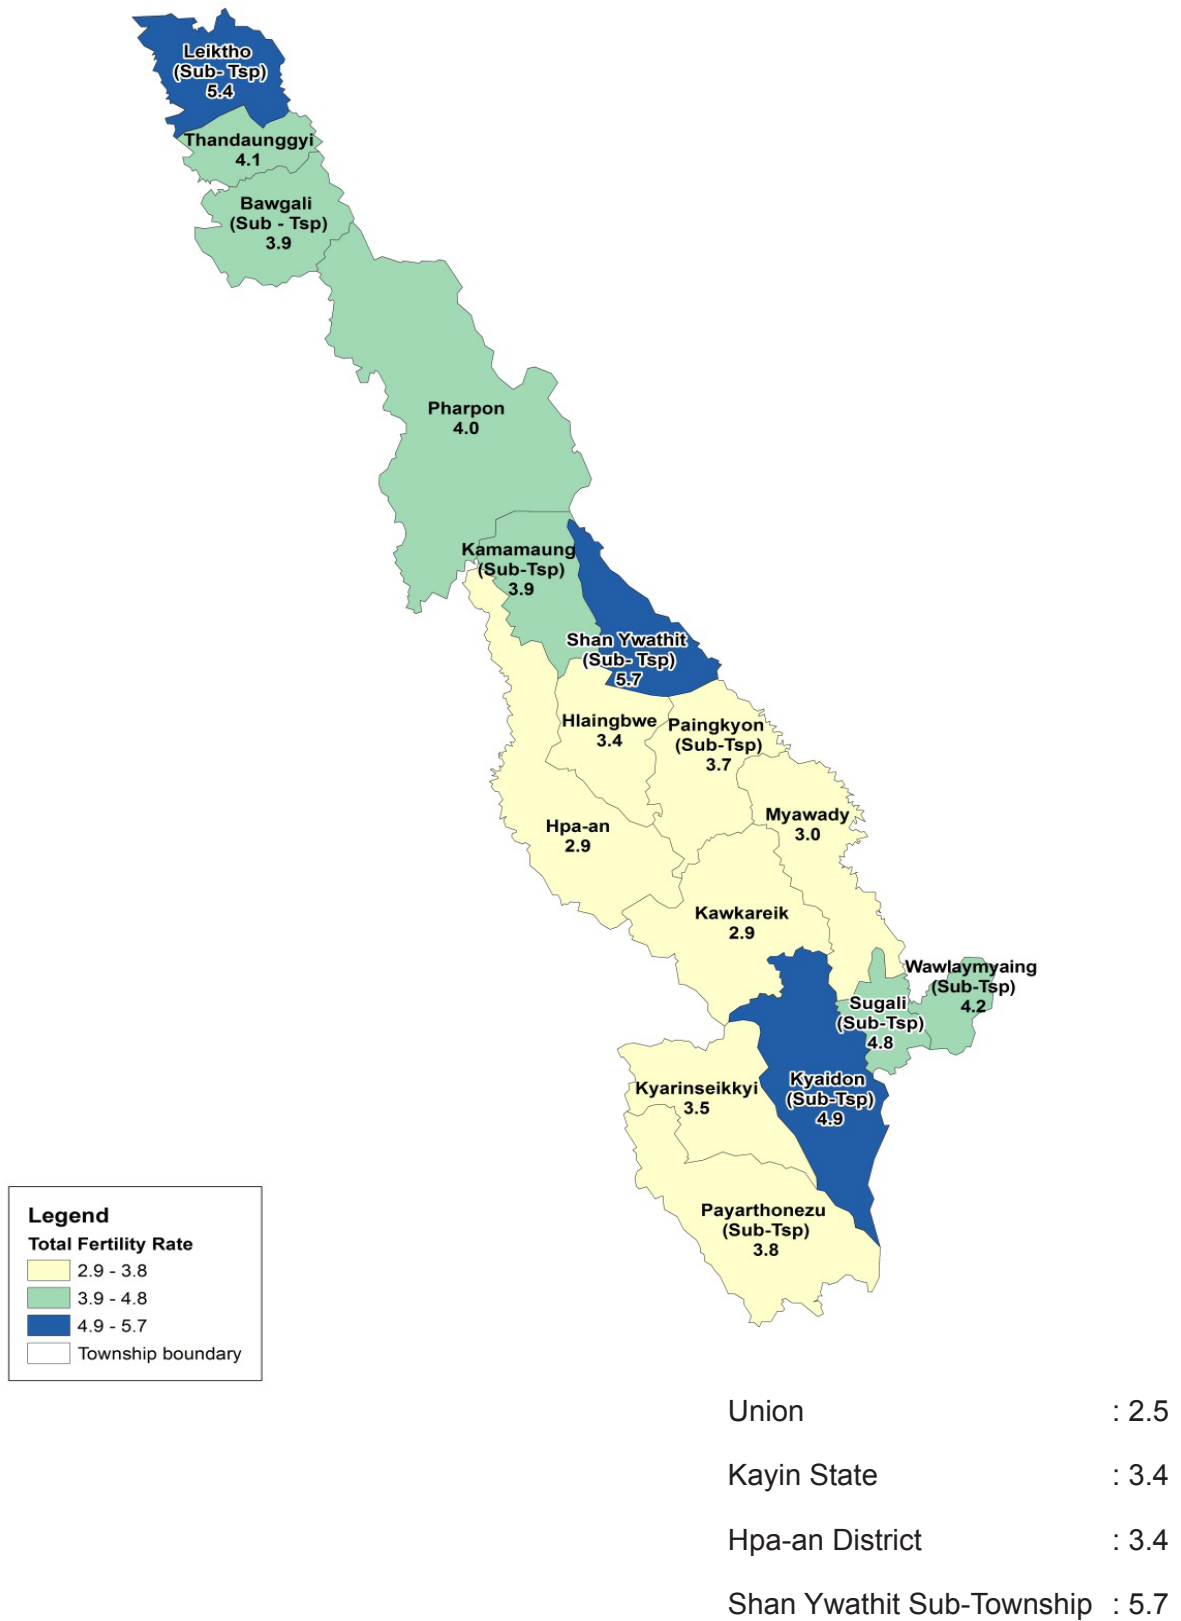 Leiktho
(Sub- Tsp)
5.4
Thandaunggyi
4.1
Bawgali
(Sub - Tsp)
3.9
Pharpon
4.0
Kamamaung
(Sub-Tsp)
3.9
Shan Ywathit
(Sub- Tsp)
5.7
Hlaingbwe
3.4
Paingkyon
(Sub-Tsp)
3.7
Myawady
3.0
Hpa-an
2.9
Kawkareik
2.9
Wawlaymyaing
(Sub-Tsp)
4.2
Sugali
(Sub-Tsp)
4.8
Kyaidon
(Sub-Tsp)
4.9
Kyarinseikkyi
3.5
Payarthonezu
(Sub-Tsp)
3.8
Legend
Total Fertility Rate
2.9 - 3.8
3.9 - 4.8
4.9 - 5.7
Township boundary
Union : 2.5
Kayin State : 3.4
Hpa-an District : 3.4
Shan Ywathit Sub-Township : 5.7